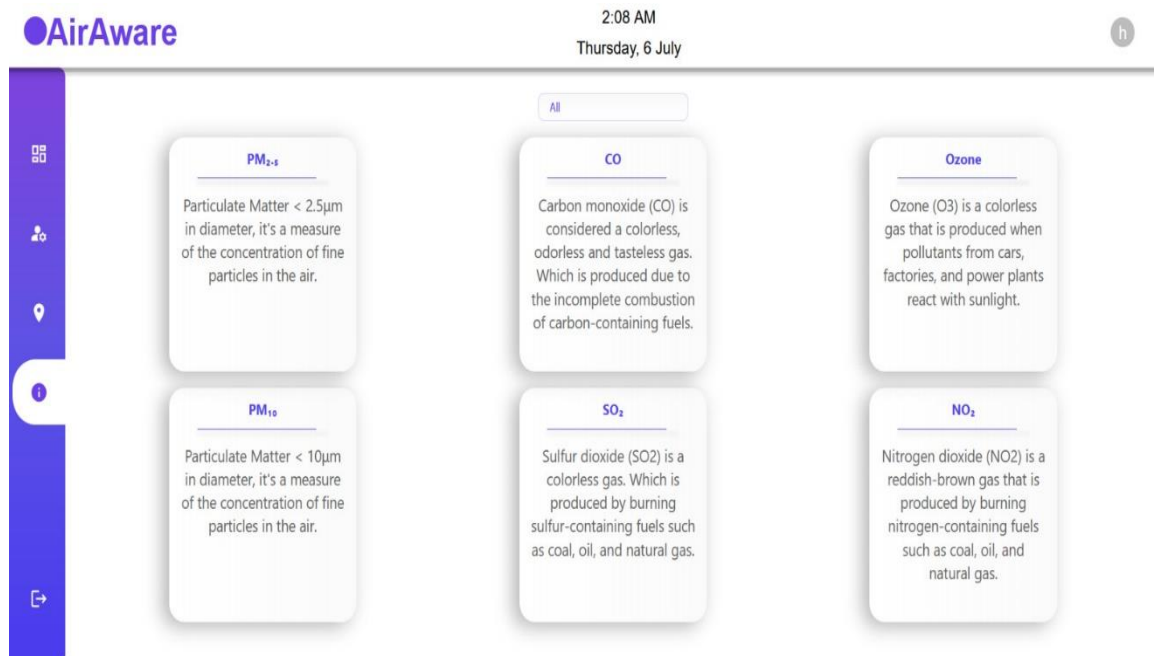 AirAware
2:08 AM
Thursday, 6 July
h
All
PM₂.₅
Particulate Matter < 2.5μm
in diameter, it's a measure
of the concentration of fine
particles in the air.
CO
Carbon monoxide (CO) is
considered a colorless,
odorless and tasteless gas.
Which is produced due to
the incomplete combustion
of carbon-containing fuels.
Ozone
Ozone (O3) is a colorless
gas that is produced when
pollutants from cars,
factories, and power plants
react with sunlight.
PM₁₀
Particulate Matter < 10μm
in diameter, it's a measure
of the concentration of fine
particles in the air.
SO₂
Sulfur dioxide (SO2) is a
colorless gas. Which is
produced by burning
sulfur-containing fuels such
as coal, oil, and natural gas.
NO₂
Nitrogen dioxide (NO2) is a
reddish-brown gas that is
produced by burning
nitrogen-containing fuels
such as coal, oil, and
natural gas.